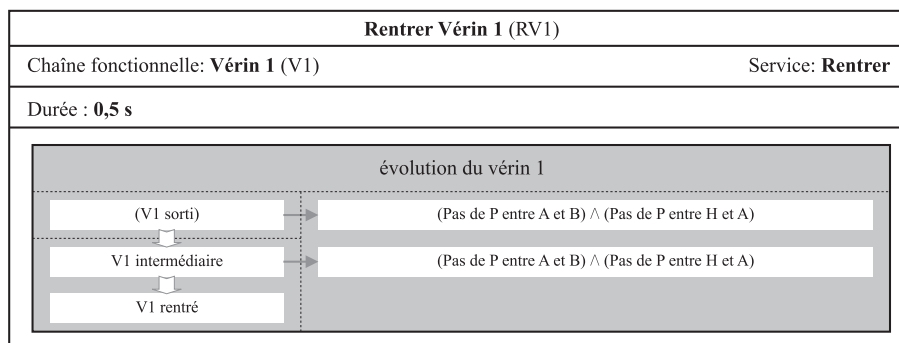 Rentrer Vérin 1 (RV1)
Chaîne fonctionnelle: Vérin 1 (V1) Service: Rentrer
Durée : 0,5 s
évolution du vérin 1
(V1 sorti) (Pas de P entre A et B) Λ (Pas de P entre H et A)
V1 intermédiaire (Pas de P entre A et B) Λ (Pas de P entre H et A)
V1 rentré